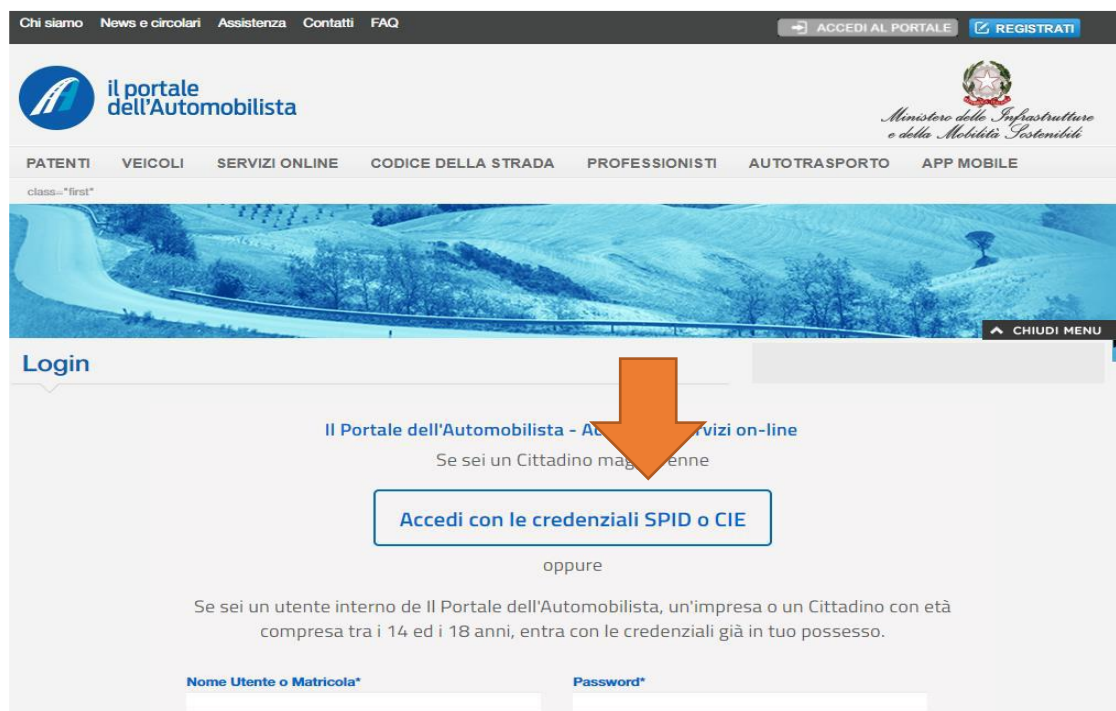 Chi siamo News e circolari Assistenza Contatti FAQ
ACCEDI AL PORTALE REGISTRATI
il portale
dell'Automobilista
Ministero delle Infrastrutture
e della Mobilità Sostenibili
PATENTI VEICOLI SERVIZI ONLINE CODICE DELLA STRADA PROFESSIONISTI AUTOTRASPORTO APP MOBILE
class="first"
CHIUDI MENU
Login
Il Portale dell'Automobilista - on-line
Se sei un Cittadino
Accedi con le credenziali SPID o CIE
oppure
Se sei un utente interno de Il Portale dell'Automobilista, un'impresa o un Cittadino con età
compresa tra i 14 ed i 18 anni, entra con le credenziali già in tuo possesso.
Nome Utente o Matricola* Password*